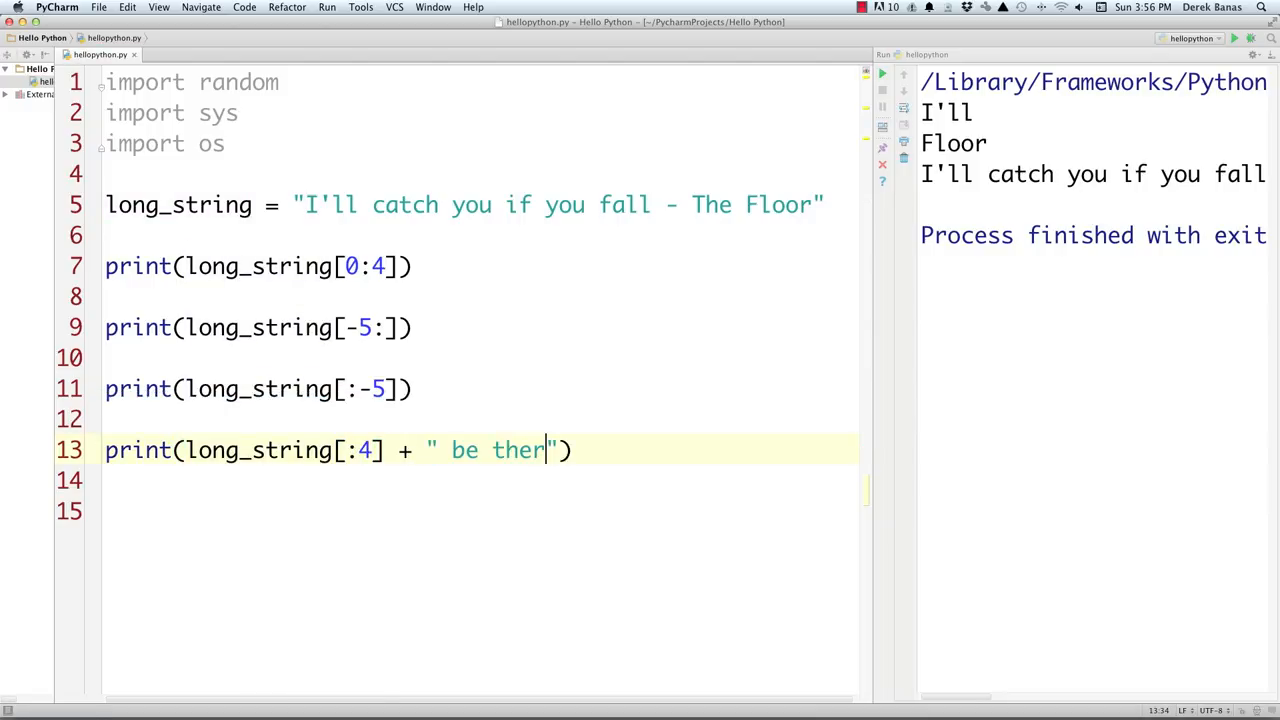 PyCharm File Edit View Navigate Code Refactor Run Tools VCS Window Help 10 Sun 3:56 PM Derek Banas
hellopython.py – Hello Python – [~/PycharmProjects/Hello Python]
Hello Python hellopython.py hellopython
hellopython.py Run hellopython
Hello P
hello
Externa
1 import random
2 import sys
3 import os
4
5 long_string = "I'll catch you if you fall - The Floor"
6
7 print(long_string[0:4])
8
9 print(long_string[-5:])
10
11 print(long_string[:-5])
12
13 print(long_string[:4] + " be ther")
14
15
/Library/Frameworks/Python
I'll
Floor
I'll catch you if you fall
Process finished with exit
13:34 LF UTF-8